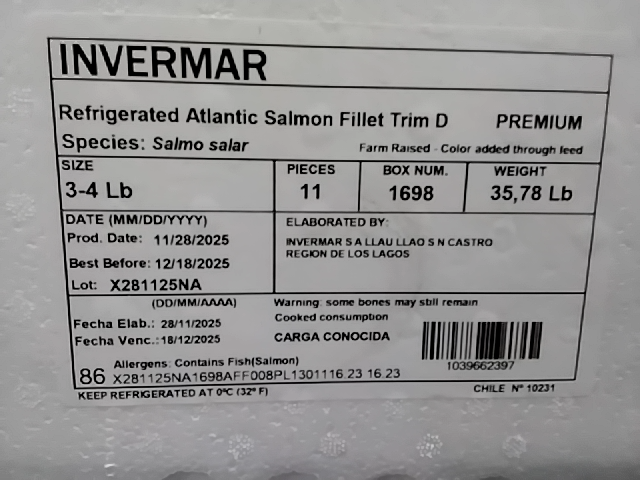 INVERMAR
Refrigerated Atlantic Salmon Fillet Trim D PREMIUM
Species: Salmo salar Farm Raised - Color added through feed
SIZE PIECES BOX NUM. WEIGHT
3-4 Lb 11 1698 35,78 Lb
DATE (MM/DD/YYYY)
Prod. Date: 11/28/2025
Best Before: 12/18/2025
Lot: X281125NA
ELABORATED BY:
INVERMAR S A LLAU LLAO S N CASTRO
REGION DE LOS LAGOS
(DD/MM/AAAA)
Fecha Elab.: 28/11/2025
Fecha Venc.: 18/12/2025
Warning: some bones may still remain
Cooked consumption
CARGA CONOCIDA
1039662397
Allergens: Contains Fish(Salmon)
86 X281125NA1698AFF008PL1301116 23 16 23
KEEP REFRIGERATED AT 0ºC (32º F)
CHILE Nº 10231